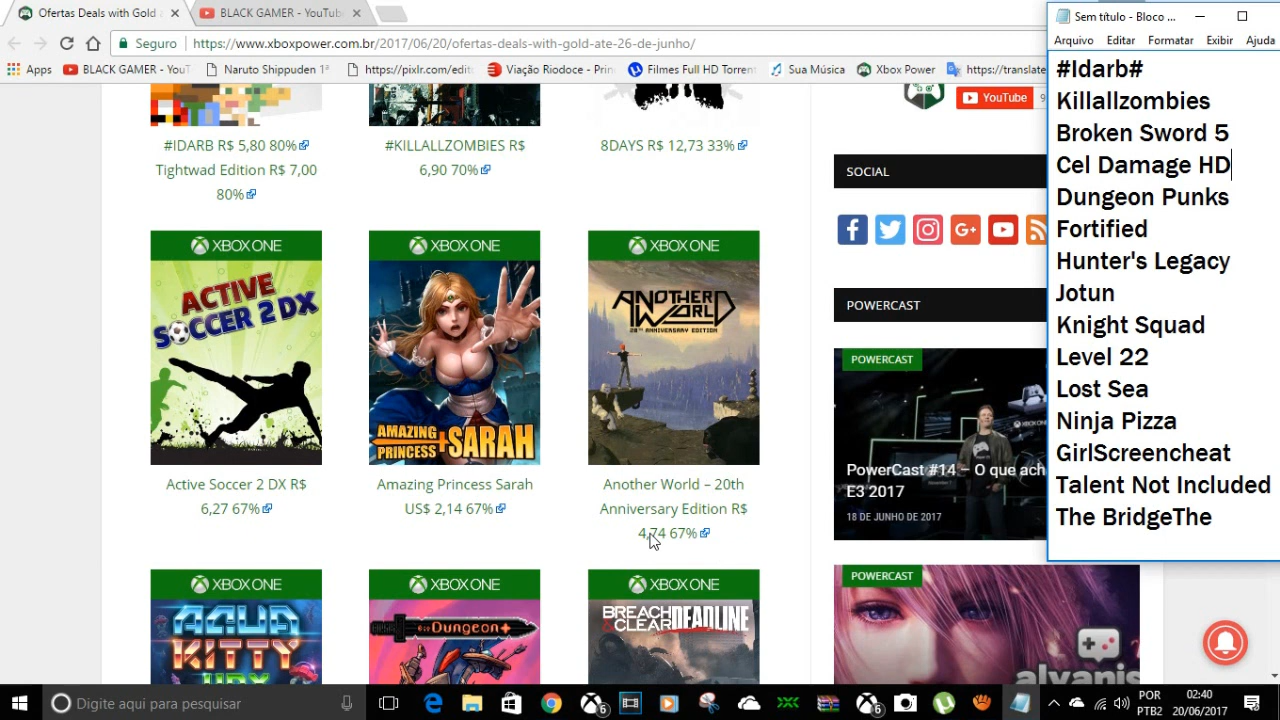 Ofertas Deals with Gold a
BLACK GAMER - YouTube
Sem título - Bloco ...
Seguro
https://www.xboxpower.com.br/2017/06/20/ofertas-deals-with-gold-ate-26-de-junho/
Arquivo Editar Formatar Exibir Ajuda
Apps BLACK GAMER - YouT Naruto Shippuden 1ª https://pixlr.com/edit Viação Riodoce - Prin Filmes Full HD Torrent Sua Música Xbox Power https://translate
#Idarb#
Killallzombies
Broken Sword 5
Cel Damage HD
Dungeon Punks
Fortified
Hunter's Legacy
Jotun
Knight Squad
Level 22
Lost Sea
Ninja Pizza
GirlScreencheat
Talent Not Included
The BridgeThe
YouTube
#IDARB R$ 5,80 80%
Tightwad Edition R$ 7,00
80%
#KILLALLZOMBIES R$
6,90 70%
8DAYS R$ 12,73 33%
SOCIAL
XBOX ONE
ACTIVE
SOCCER 2 DX
XBOX ONE
AMAZING
PRINCESS SARAH
XBOX ONE
ANOTHER
WORLD
20TH ANNIVERSARY EDITION
Active Soccer 2 DX R$
6,27 67%
Amazing Princess Sarah
US$ 2,14 67%
Another World – 20th
Anniversary Edition R$
4,74 67%
POWERCAST
POWERCAST
PowerCast #14 – O que ach
E3 2017
18 DE JUNHO DE 2017
XBOX ONE
AQUA
KITTY
XBOX ONE
Dungeon
XBOX ONE
BREACH
&CLEAR DEADLINE
POWERCAST
alvanis
Digite aqui para pesquisar
6
6
POR
PTB2
02:40
20/06/2017